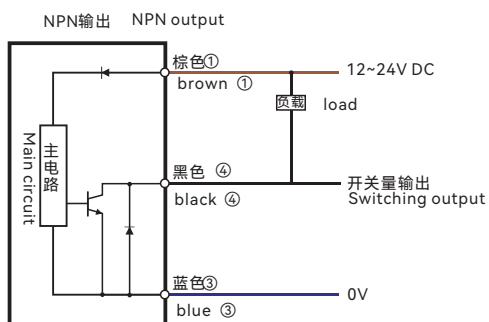 NPN输出 NPN output
棕色①
brown ①
12~24V DC
负载 load
主电路
Main circuit
黑色 ④
black ④
开关量输出
Switching output
蓝色③
blue ③
0V